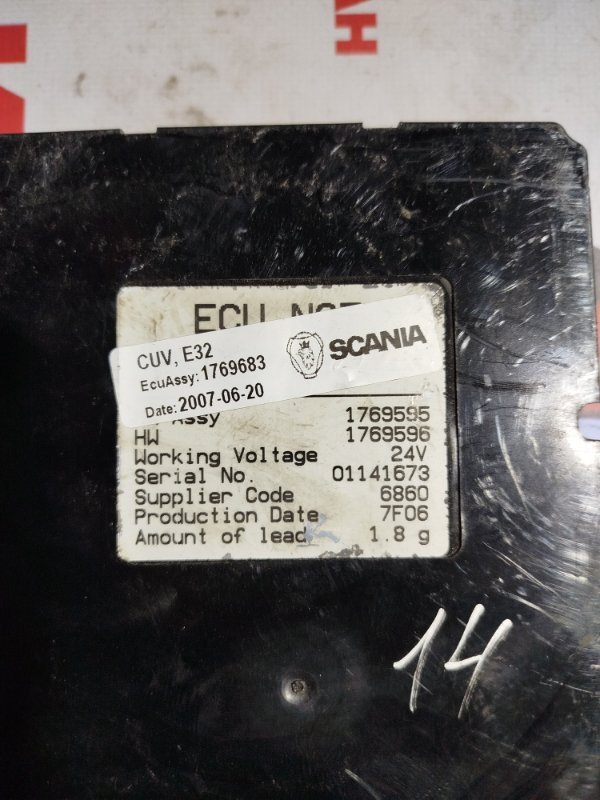 ECU
CUV, E32
EcuAssy: 1769683
Date: 2007-06-20
SCANIA
Assy 1769595
HW 1769596
Working Voltage 24V
Serial No. 01141673
Supplier Code 6860
Production Date 7F06
Amount of lead 1.8 g
14